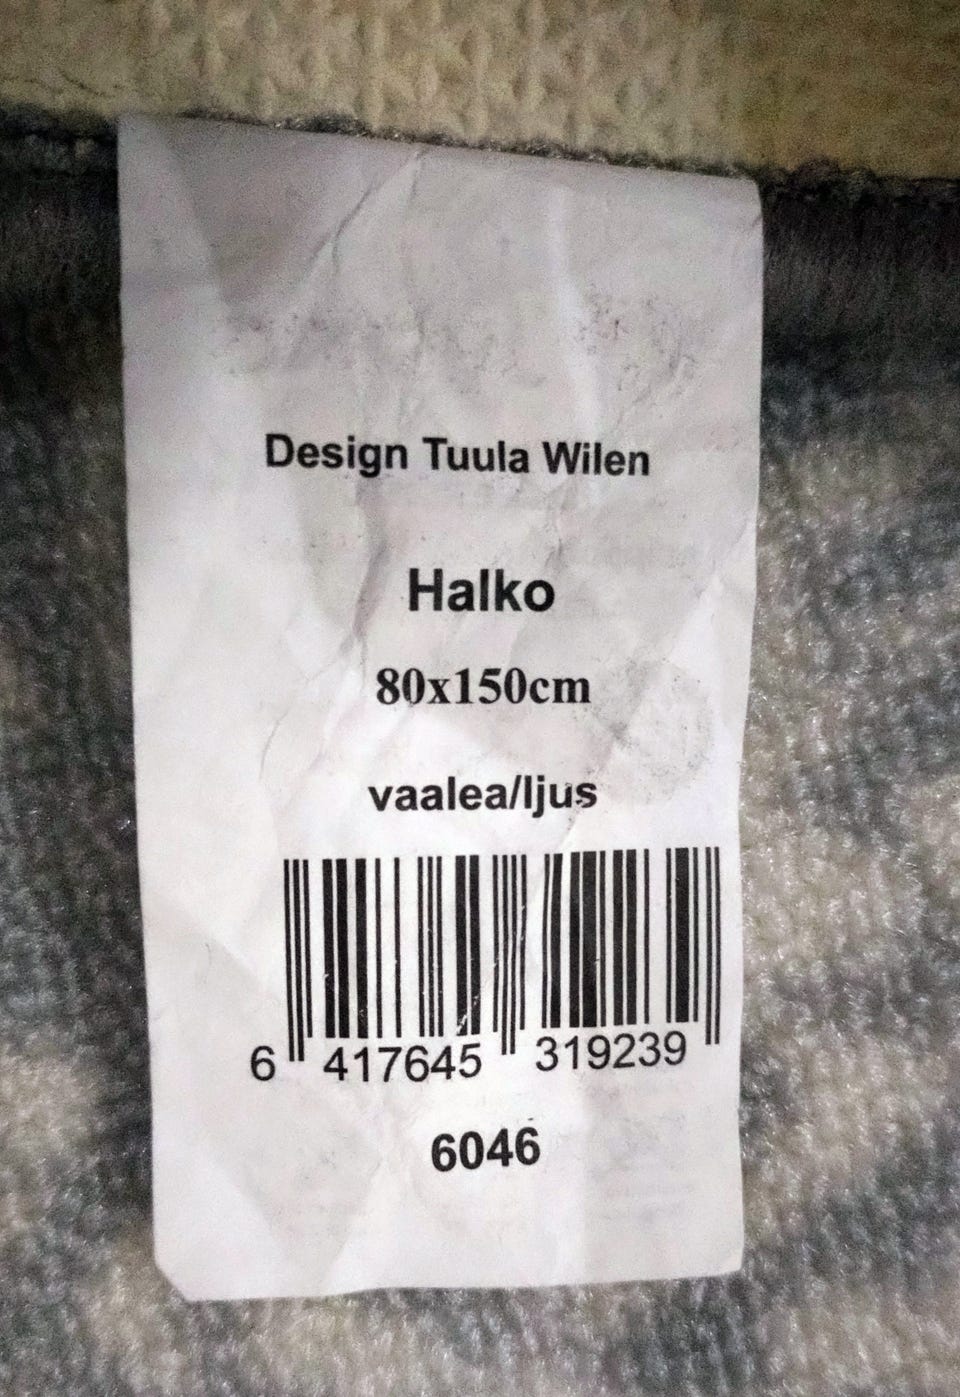 Design Tuula Wilen
Halko
80x150cm
vaalea/ljus
6 417645 319239
6046